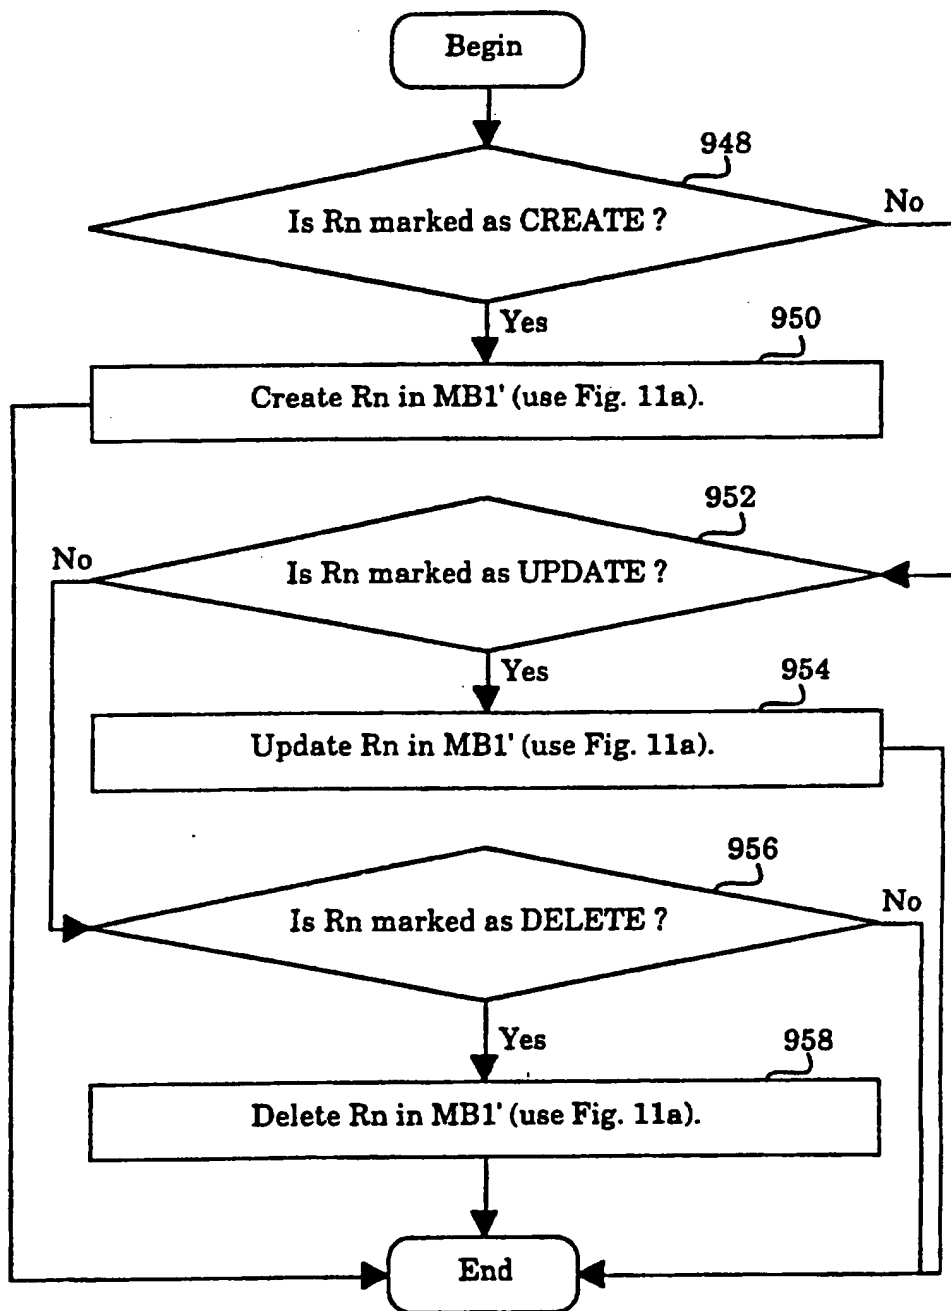 Begin
948
Is Rn marked as CREATE ?
No
Yes
950
Create Rn in MB1' (use Fig. 11a).
952
No
Is Rn marked as UPDATE ?
Yes
954
Update Rn in MB1' (use Fig. 11a).
956
Is Rn marked as DELETE ?
No
Yes
958
Delete Rn in MB1' (use Fig. 11a).
End